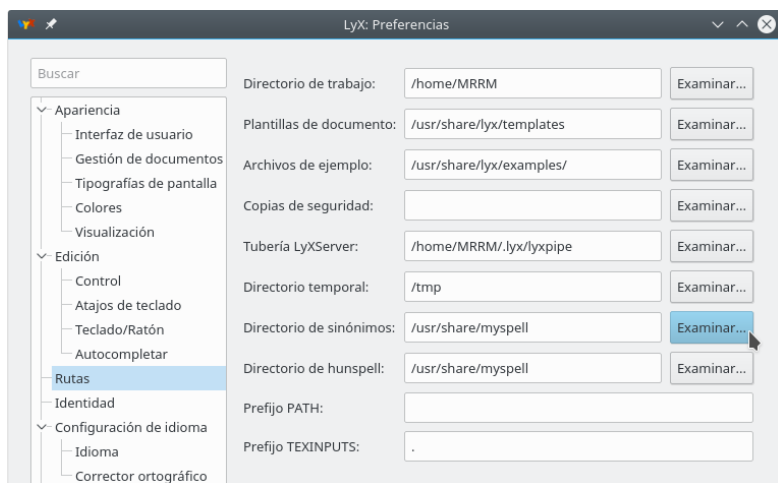 LyX: Preferencias
Buscar
Apariencia
Interfaz de usuario
Gestión de documentos
Tipografías de pantalla
Colores
Visualización
Edición
Control
Atajos de teclado
Teclado/Ratón
Autocompletar
Rutas
Identidad
Configuración de idioma
Idioma
Corrector ortográfico
Directorio de trabajo: /home/MRRM Examinar...
Plantillas de documento: /usr/share/lyx/templates Examinar...
Archivos de ejemplo: /usr/share/lyx/examples/ Examinar...
Copias de seguridad: Examinar...
Tubería LyXServer: /home/MRRM/.lyx/lyxpipe Examinar...
Directorio temporal: /tmp Examinar...
Directorio de sinónimos: /usr/share/myspell Examinar...
Directorio de hunspell: /usr/share/myspell Examinar...
Prefijo PATH:
Prefijo TEXINPUTS: .